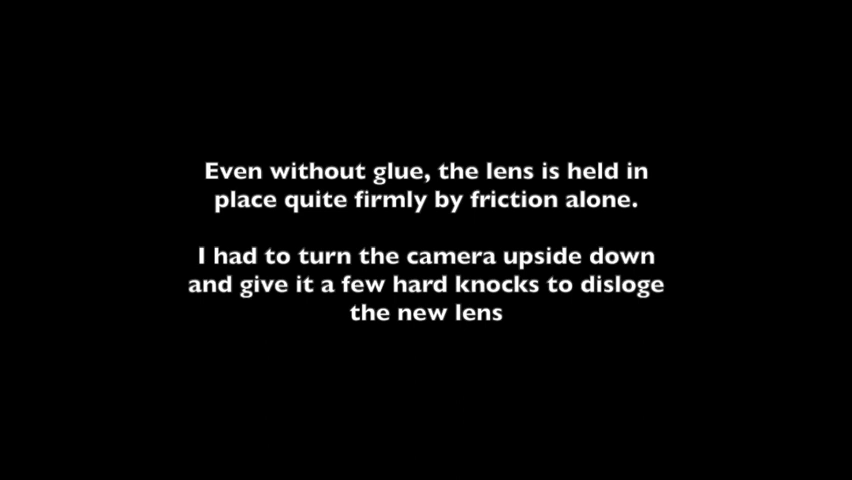 Even without glue, the lens is held in
place quite firmly by friction alone.
I had to turn the camera upside down
and give it a few hard knocks to disloge
the new lens